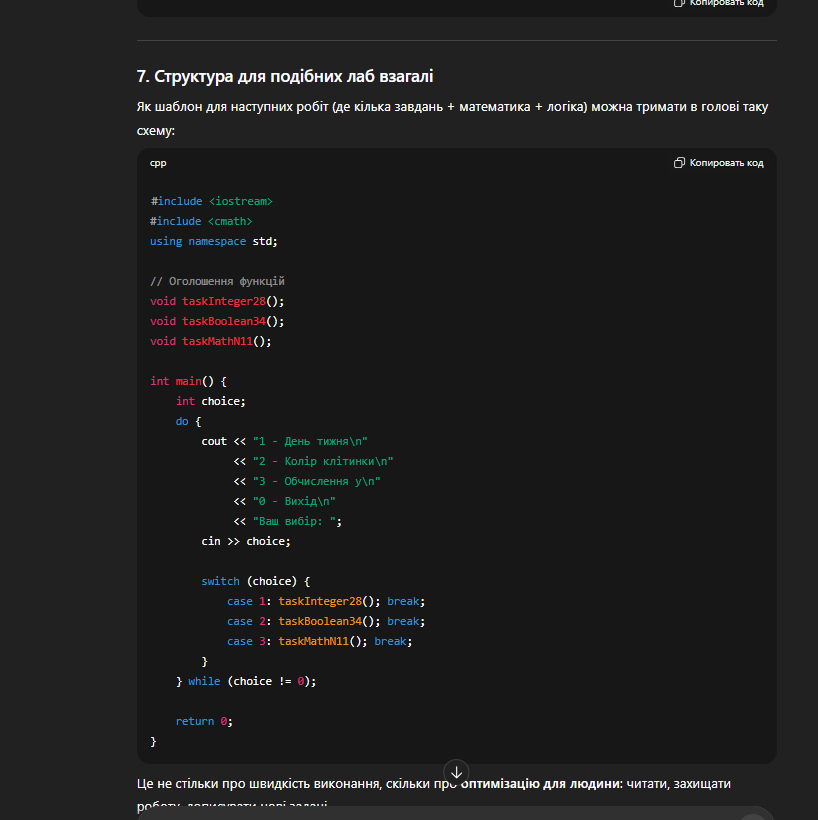 Копировать код
7. Структура для подібних лаб взагалі
Як шаблон для наступних робіт (де кілька завдань + математика + логіка) можна тримати в голові таку
схему:
cpp
Копировать код
#include <iostream>
#include <cmath>
using namespace std;
// Оголошення функцій
void taskInteger28();
void taskBoolean34();
void taskMathN11();
int main() {
    int choice;
    do {
        cout << "1 - День тижня\n"
             << "2 - Колір клітинки\n"
             << "3 - Обчислення y\n"
             << "0 - Вихід\n"
             << "Ваш вибір: ";
        cin >> choice;
        switch (choice) {
            case 1: taskInteger28(); break;
            case 2: taskBoolean34(); break;
            case 3: taskMathN11(); break;
        }
    } while (choice != 0);
    return 0;
}
Це не стільки про швидкість виконання, скільки про оптимізацію для людини: читати, захищати
роботу, дописувати нові задачі.